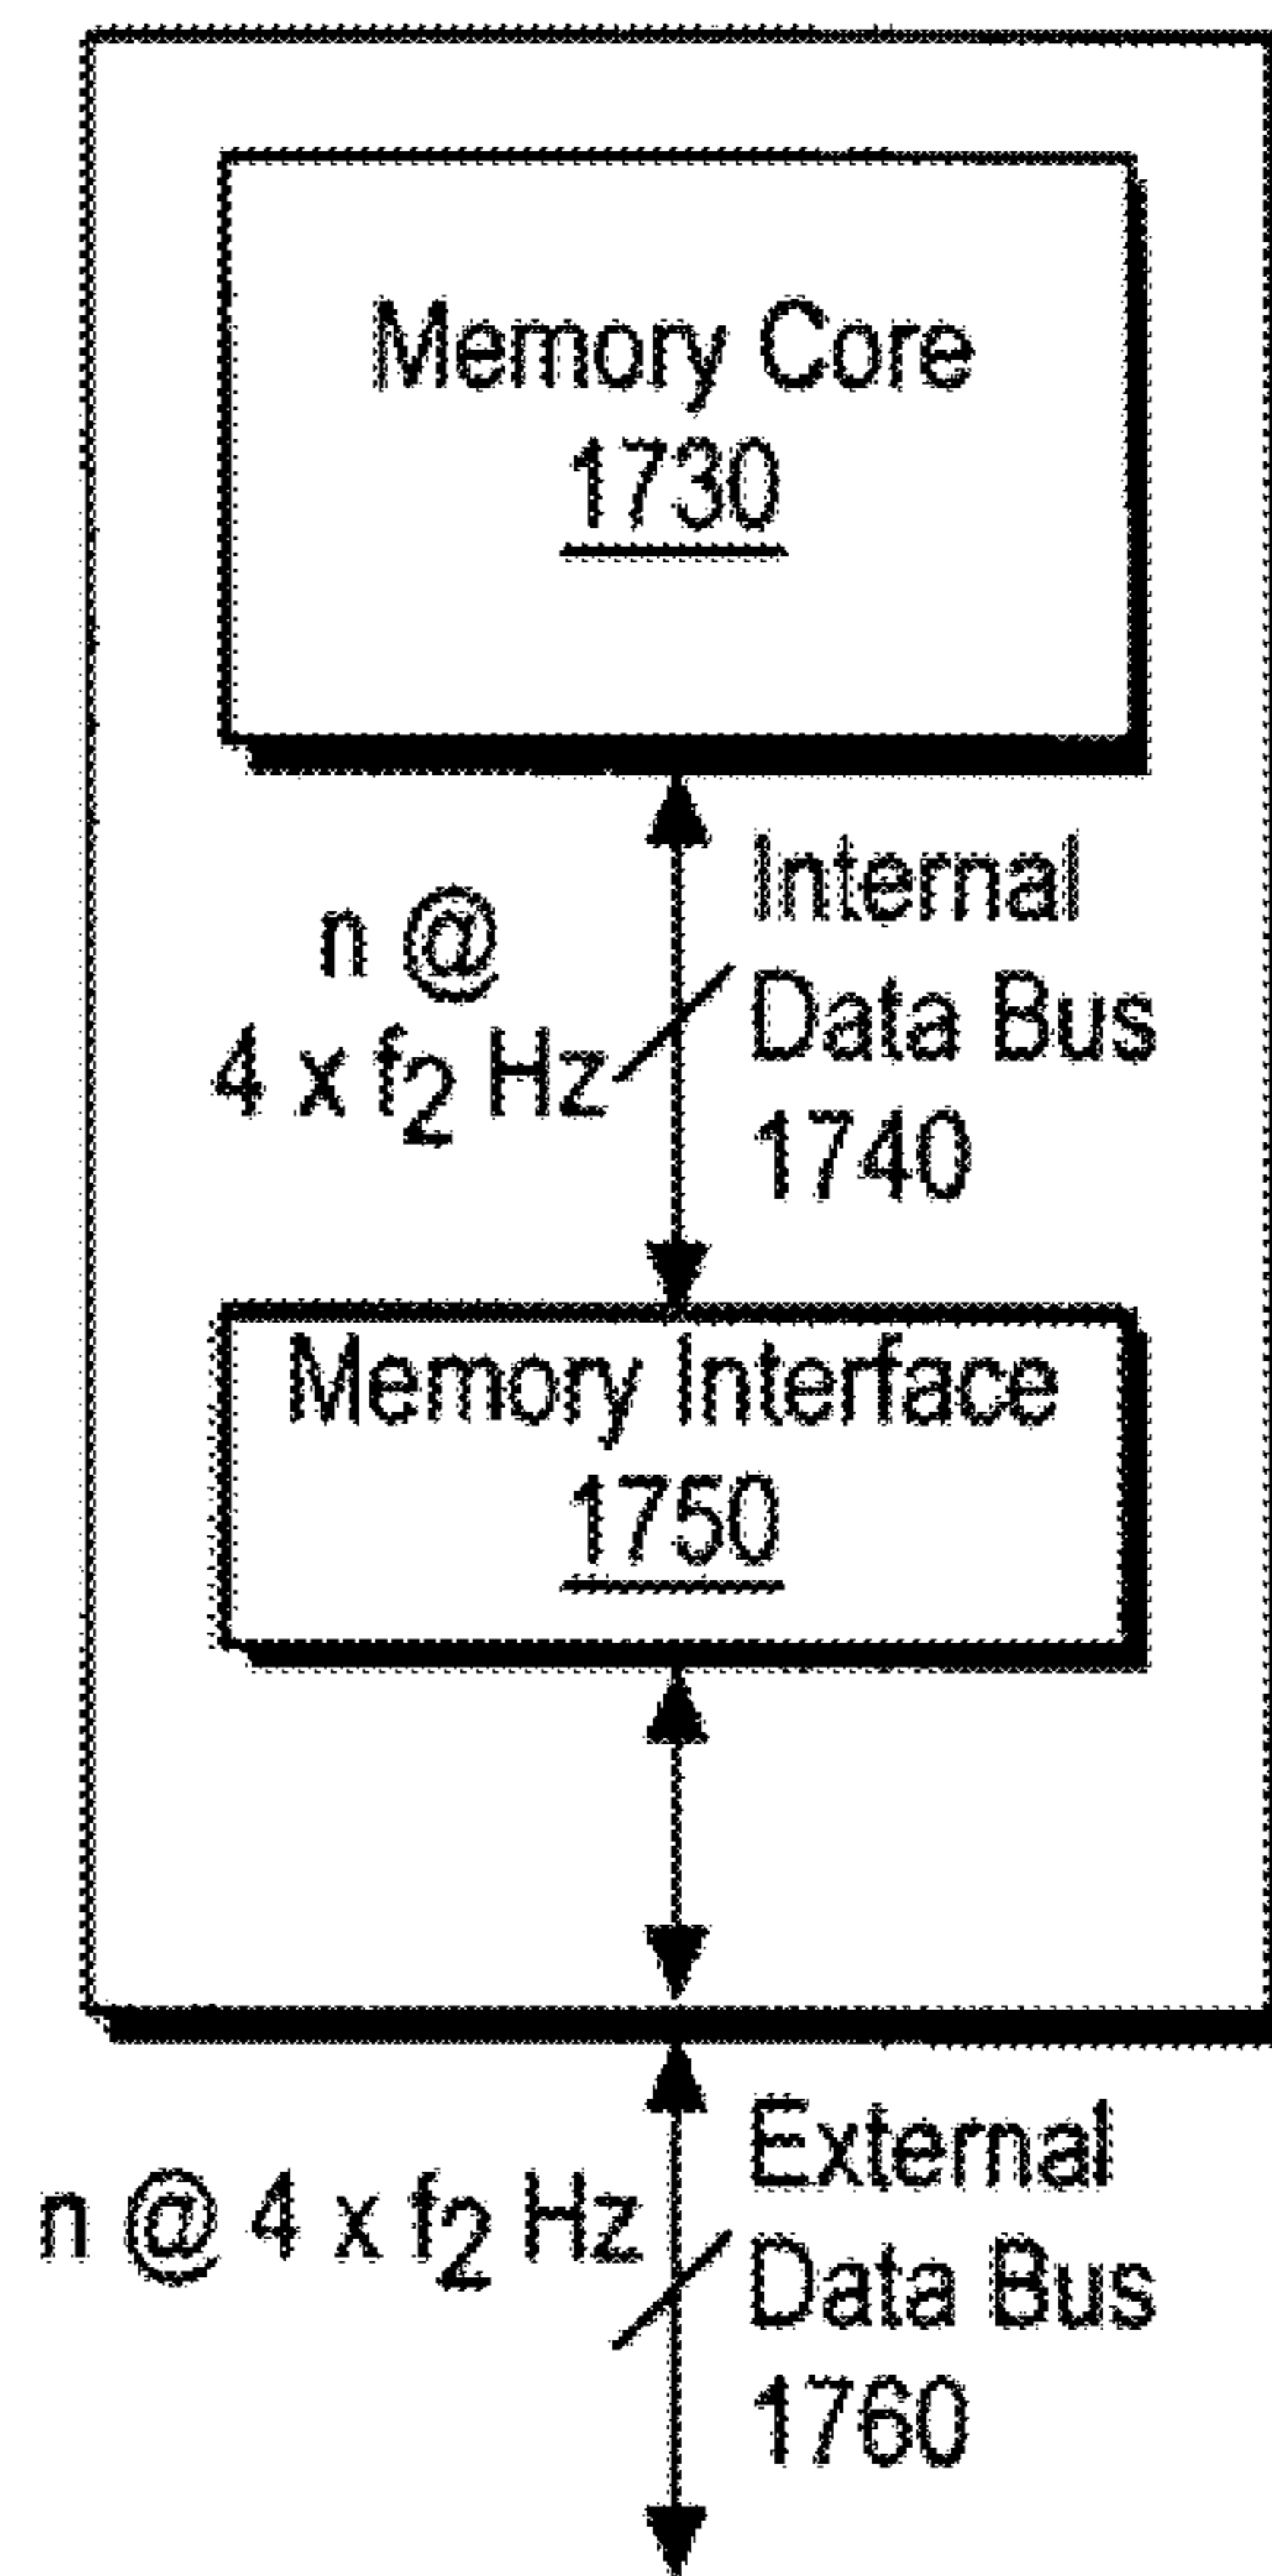 Memory Core
1730
n @
4 x f2 Hz
Internal
Data Bus
1740
Memory Interface
1750
n @ 4 x f2 Hz
External
Data Bus
1760